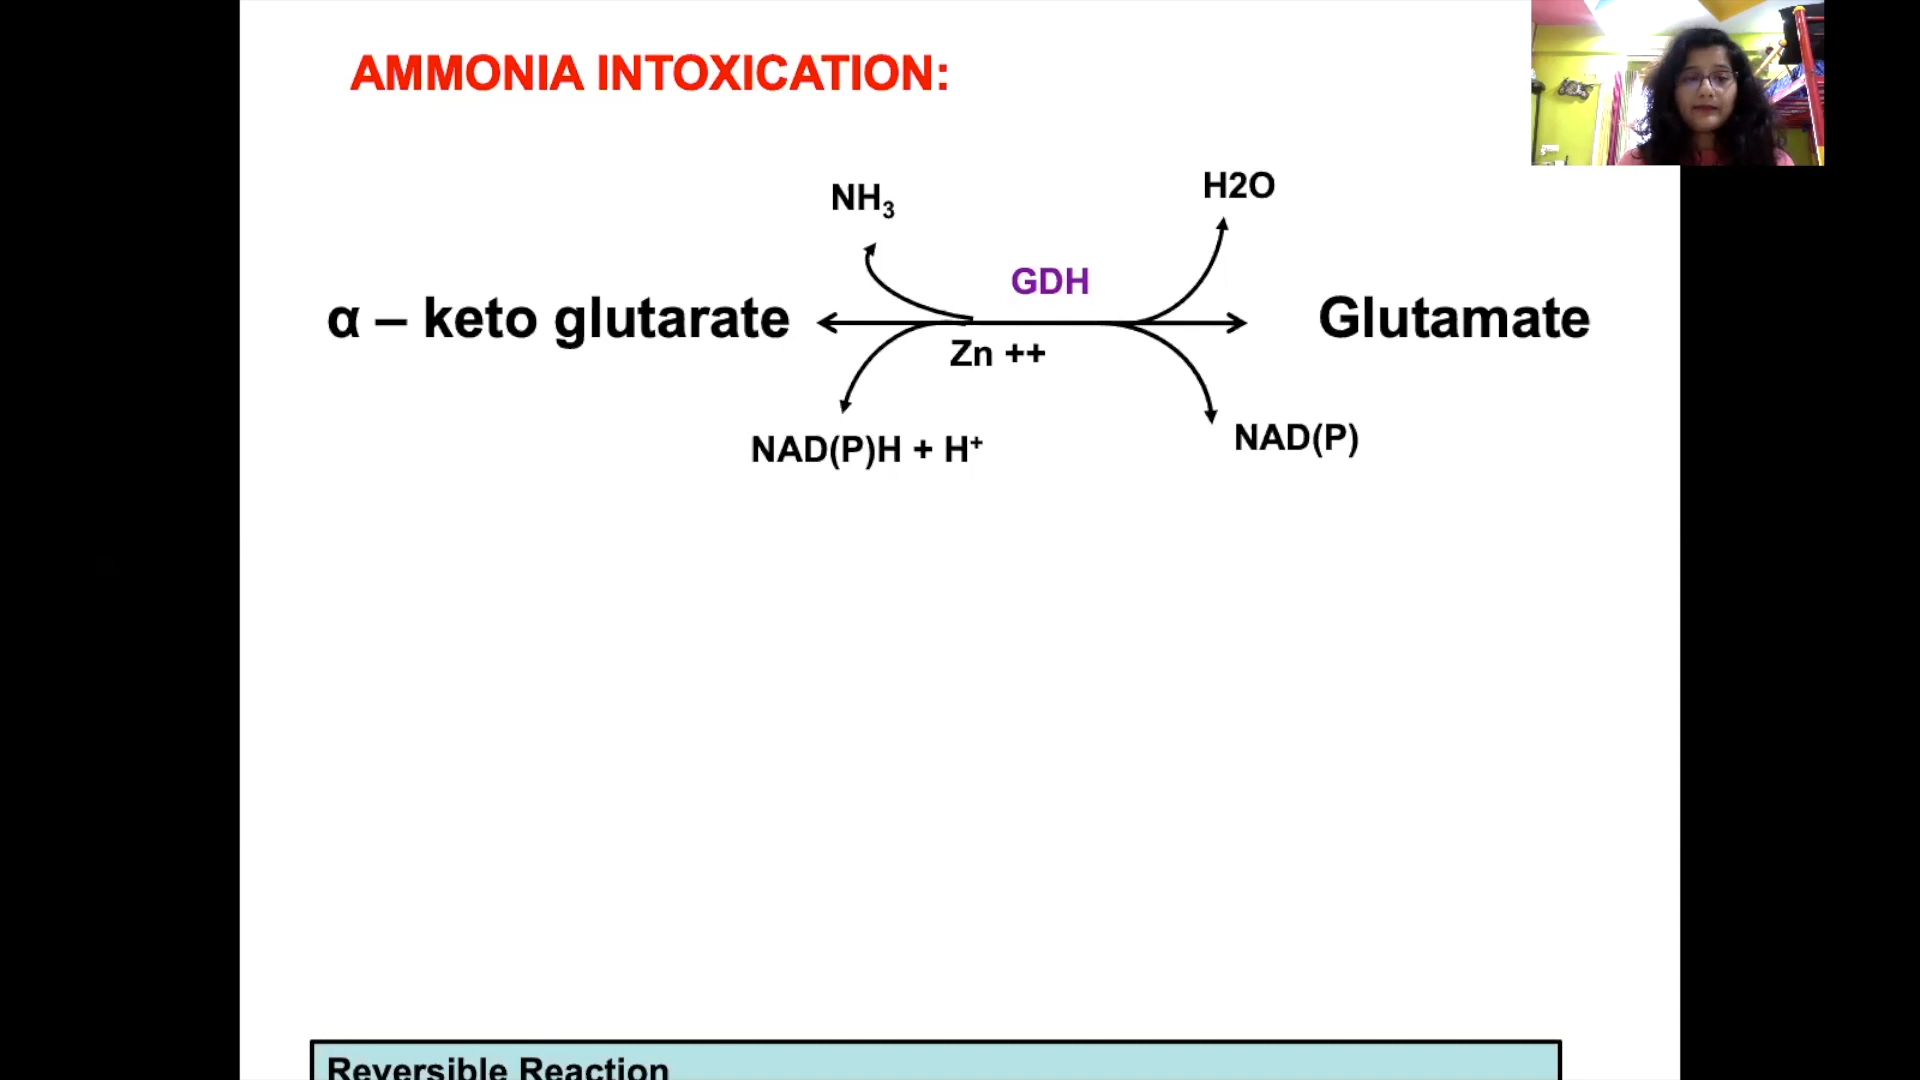 AMMONIA INTOXICATION:
NH₃
H2O
GDH
α – keto glutarate
Glutamate
Zn ++
NAD(P)H + H⁺
NAD(P)
Reversible Reaction